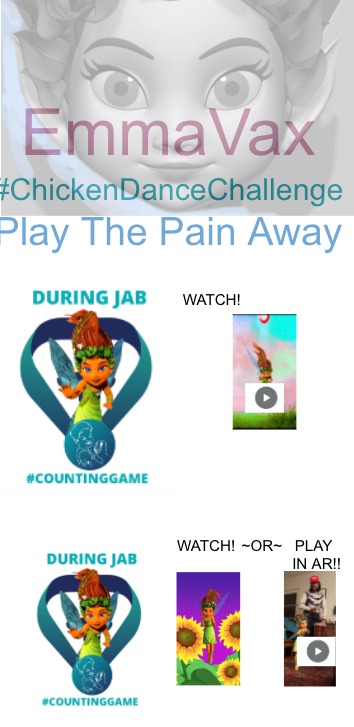 EmmaVax
#ChickenDanceChallenge
Play The Pain Away
DURING JAB
WATCH!
#COUNTINGGAME
WATCH! ~OR~ PLAY
IN AR!!
DURING JAB
#COUNTINGGAME